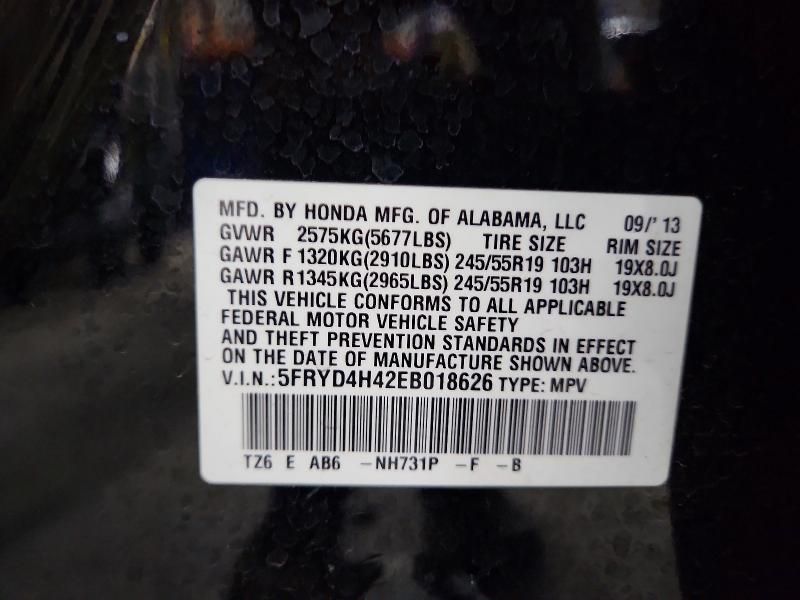 MFD. BY HONDA MFG. OF ALABAMA, LLC 09/'13
GVWR 2575KG(5677LBS) TIRE SIZE RIM SIZE
GAWR F 1320KG(2910LBS) 245/55R19 103H 19X8.0J
GAWR R1345KG(2965LBS) 245/55R19 103H 19X8.0J
THIS VEHICLE CONFORMS TO ALL APPLICABLE
FEDERAL MOTOR VEHICLE SAFETY
AND THEFT PREVENTION STANDARDS IN EFFECT
ON THE DATE OF MANUFACTURE SHOWN ABOVE.
V.I.N.:5FRYD4H42EB018626 TYPE: MPV
TZ6 E AB6 -NH731P -F -B